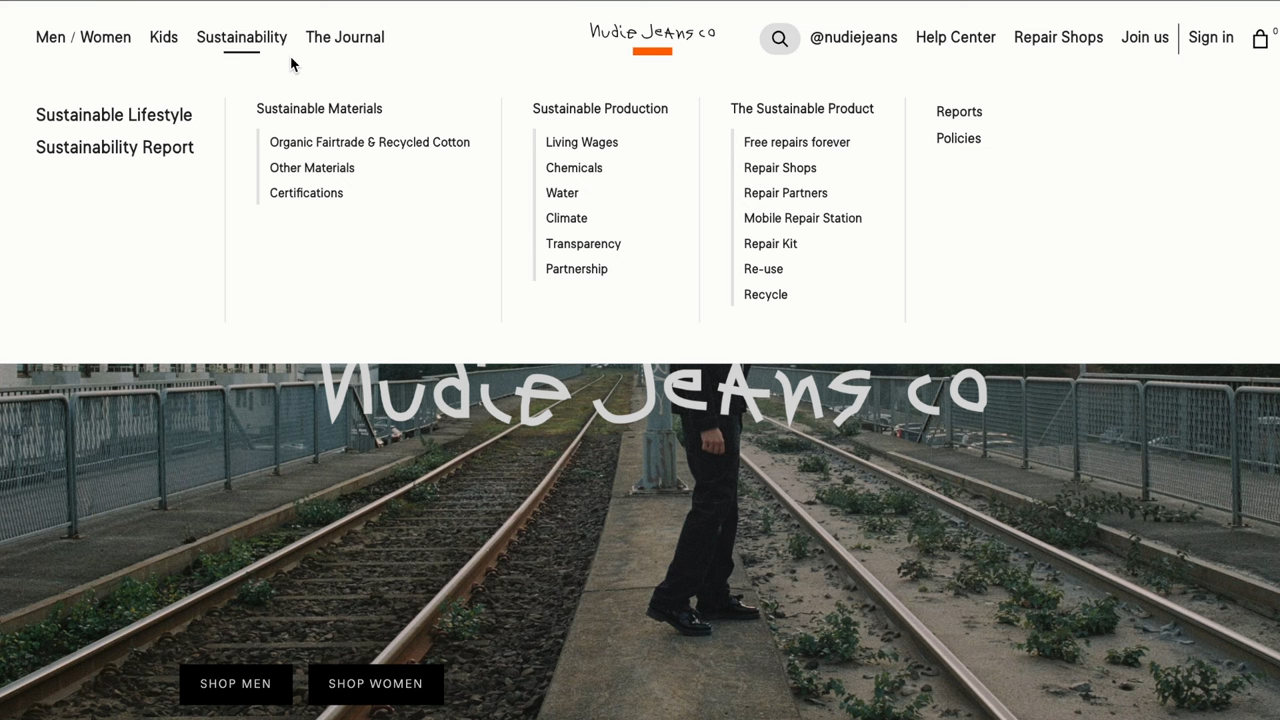 Men / Women
Kids
Sustainability
The Journal
Nudie Jeans co
@nudiejeans
Help Center
Repair Shops
Join us
Sign in
0
Sustainable Lifestyle
Sustainability Report
Sustainable Materials
Organic Fairtrade & Recycled Cotton
Other Materials
Certifications
Sustainable Production
Living Wages
Chemicals
Water
Climate
Transparency
Partnership
The Sustainable Product
Free repairs forever
Repair Shops
Repair Partners
Mobile Repair Station
Repair Kit
Re-use
Recycle
Reports
Policies
Nudie Jeans co
SHOP MEN
SHOP WOMEN